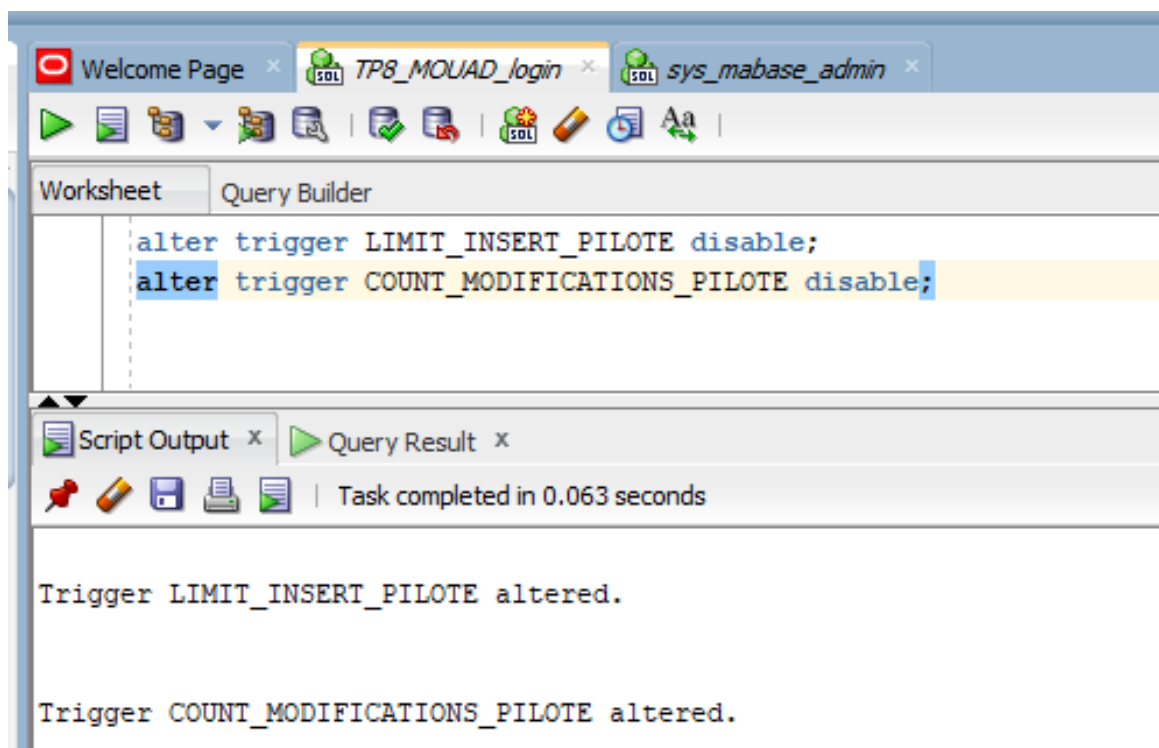 Welcome Page
TP8_MOUAD_login
sys_mabase_admin
Worksheet
Query Builder
alter trigger LIMIT_INSERT_PILOTE disable;
alter trigger COUNT_MODIFICATIONS_PILOTE disable;
Script Output
Query Result
Task completed in 0.063 seconds
Trigger LIMIT_INSERT_PILOTE altered.
Trigger COUNT_MODIFICATIONS_PILOTE altered.